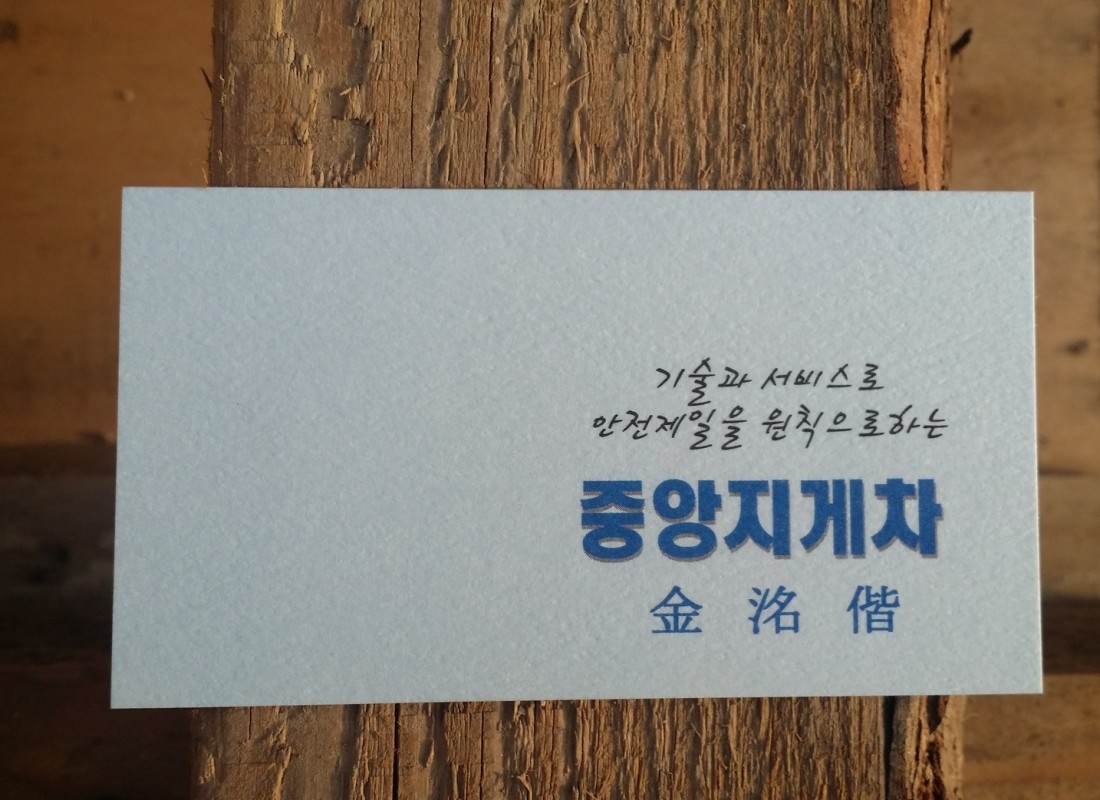 기술과 서비스로
안전제일을 원칙으로하는
중앙지게차
金 洺 偕